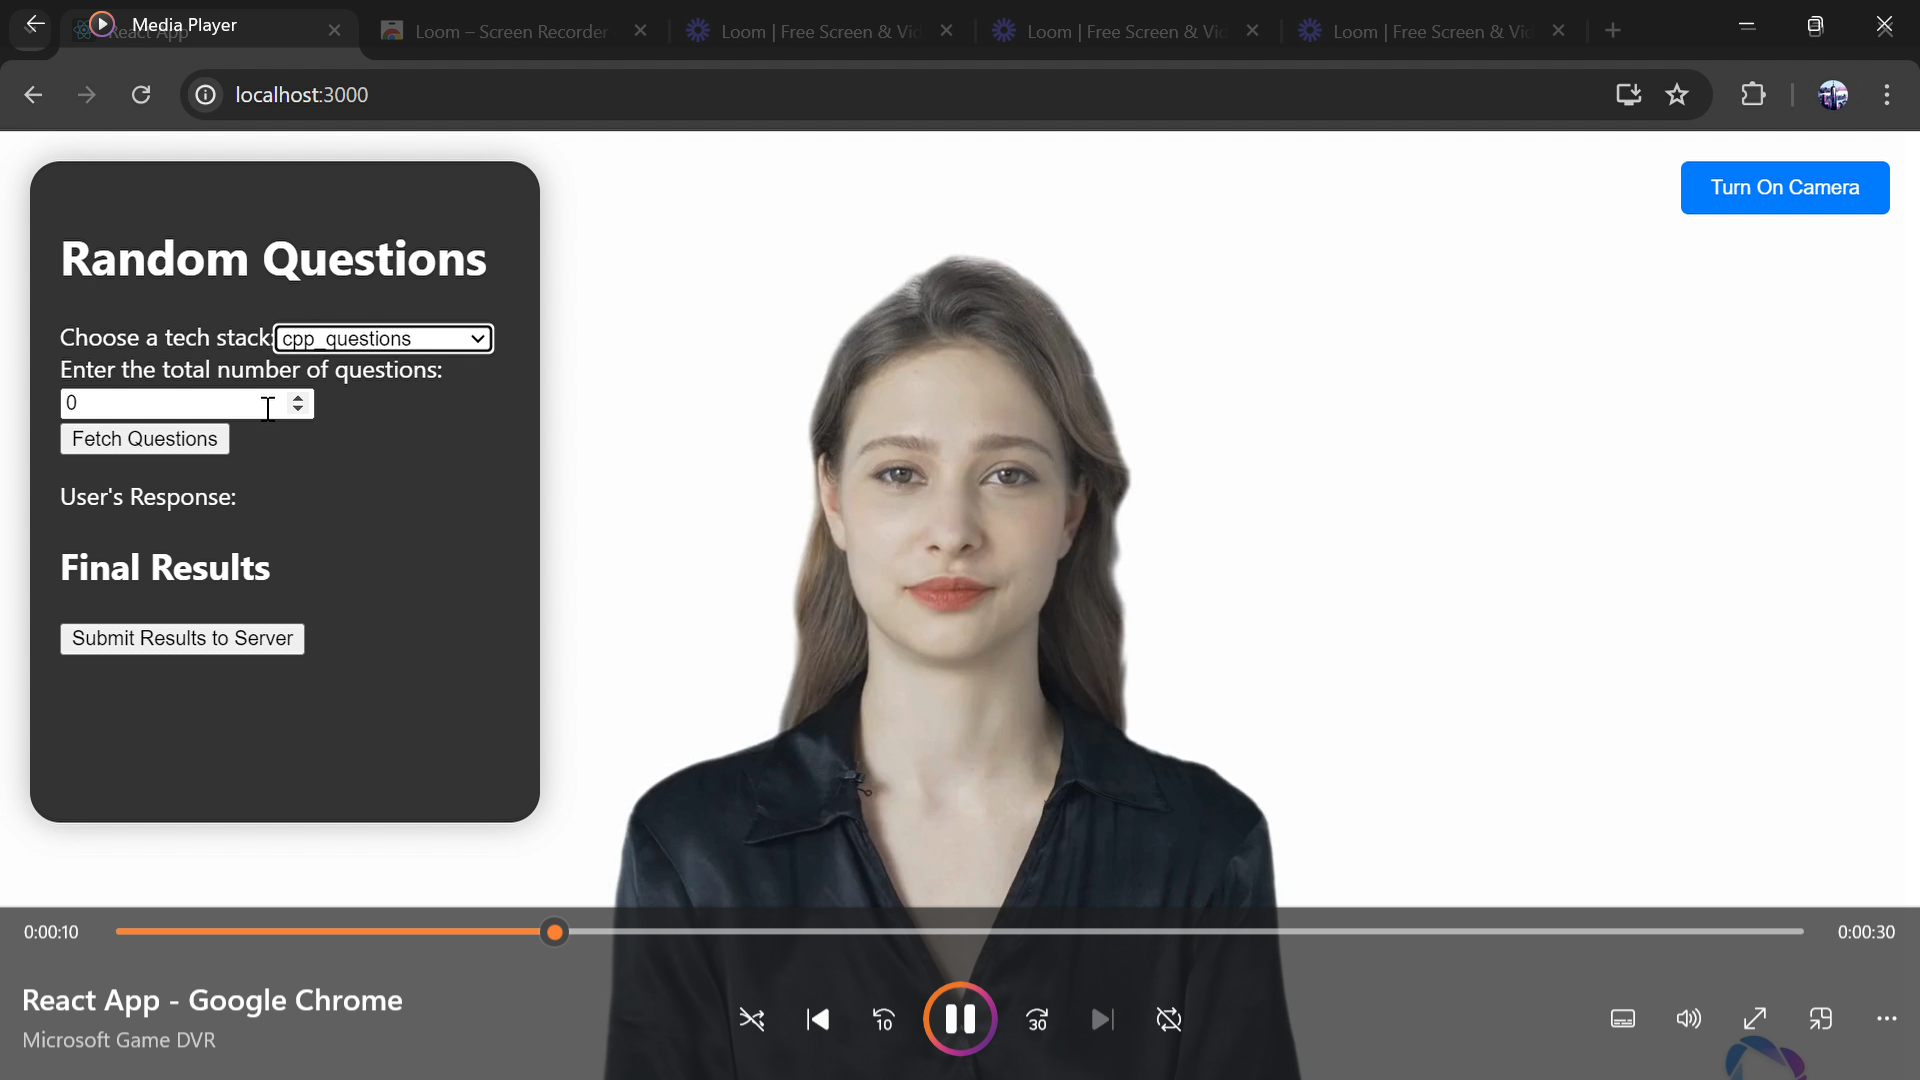 Media Player
React App
Loom – Screen Recorder
Loom | Free Screen & Vi
Loom | Free Screen & Vi
Loom | Free Screen & Vi
localhost:3000
Turn On Camera
Random Questions
Choose a tech stack:
cpp_questions
Enter the total number of questions:
0
Fetch Questions
User's Response:
Final Results
Submit Results to Server
0:00:10
0:00:30
React App - Google Chrome
Microsoft Game DVR
10
30